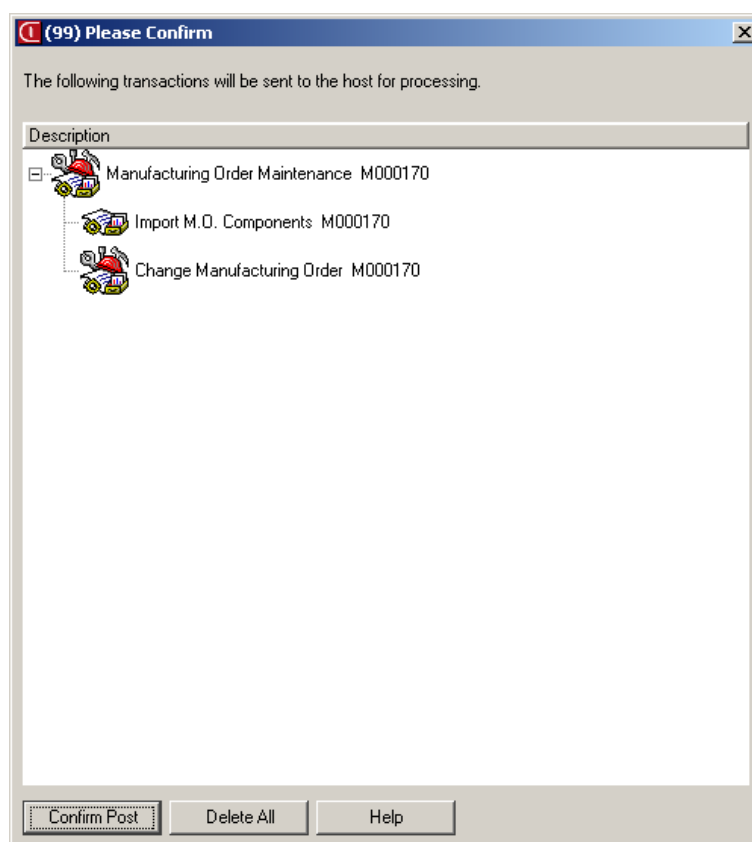 (99) Please Confirm
The following transactions will be sent to the host for processing.
Description
Manufacturing Order Maintenance M000170
Import M.O. Components M000170
Change Manufacturing Order M000170
Confirm Post Delete All Help